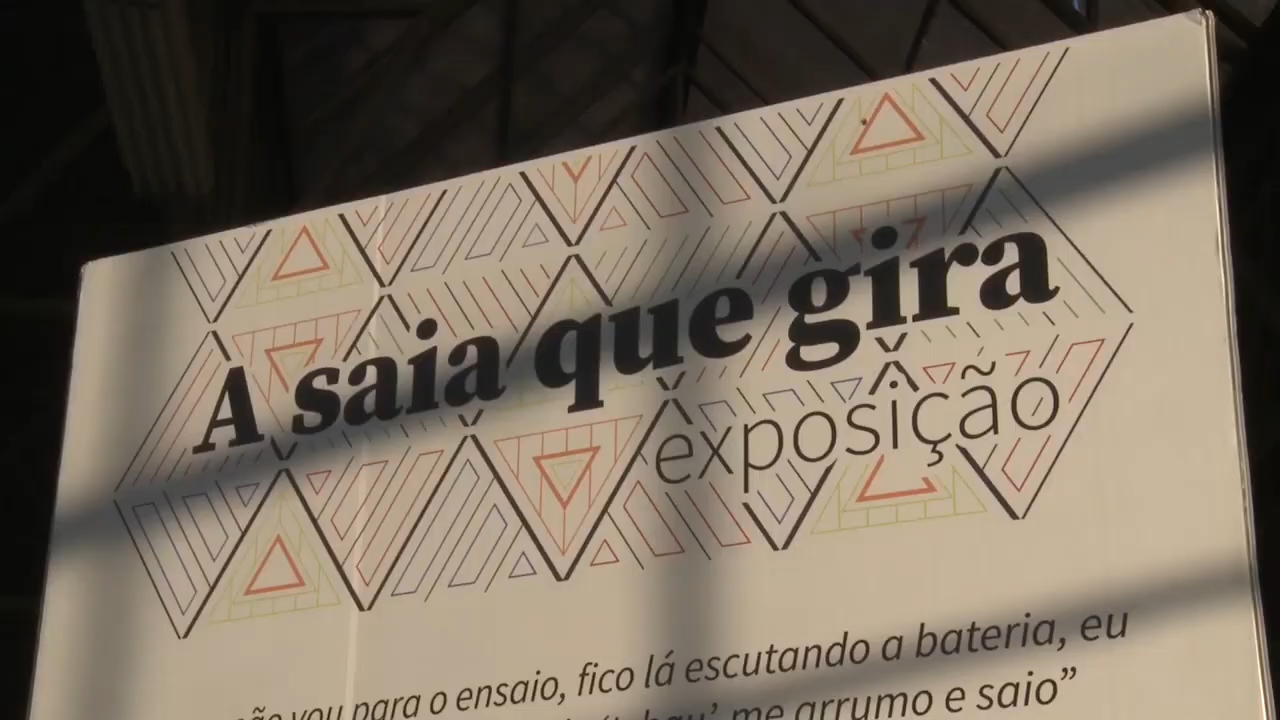 A saia que gira
exposição
vou para o ensaio, fico lá escutando a bateria, eu
me arrumo e saio”